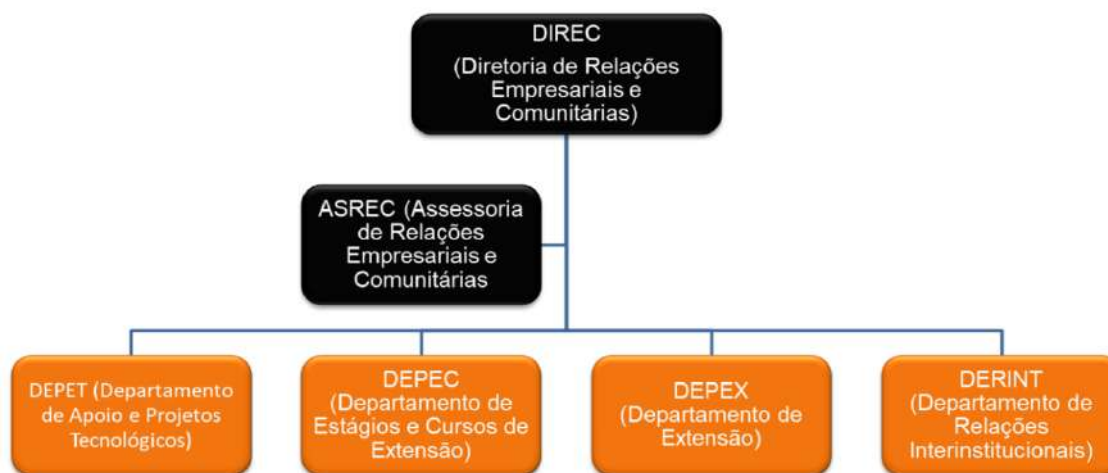 DIREC
(Diretoria de Relações
Empresariais e
Comunitárias)
ASREC (Assessoria
de Relações
Empresariais e
Comunitárias
DEPET (Departamento
de Apoio e Projetos
Tecnológicos)
DEPEC
(Departamento de
Estágios e Cursos de
Extensão)
DEPEX
(Departamento de
Extensão)
DERINT
(Departamento de
Relações
Interinstitucionais)